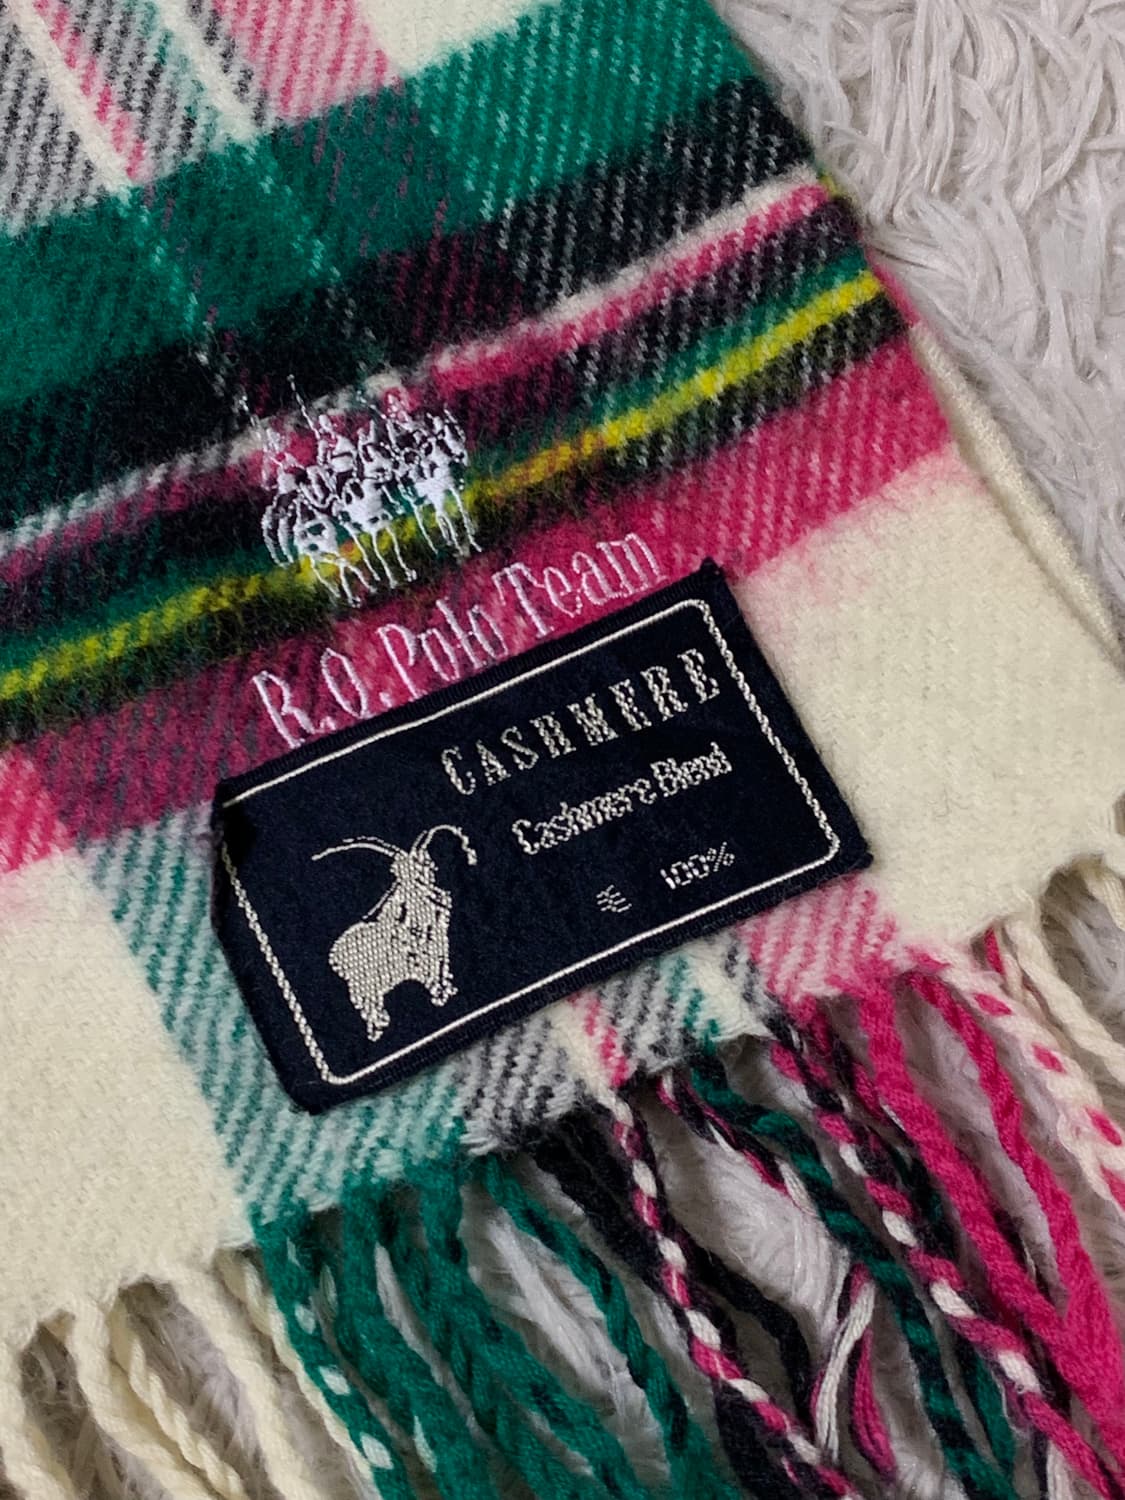 R.O.Polo Team
CASHMERE
Cashmere Blend
毛 100%